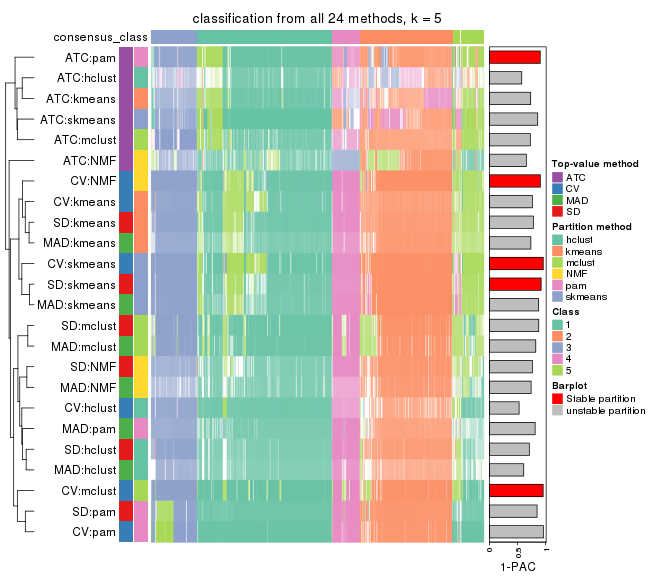 classification from all 24 methods, k = 5
consensus_class
ATC:pam
ATC:hclust
ATC:kmeans
ATC:skmeans
ATC:mclust
ATC:NMF
CV:NMF
CV:kmeans
SD:kmeans
MAD:kmeans
CV:skmeans
SD:skmeans
MAD:skmeans
SD:mclust
MAD:mclust
SD:NMF
MAD:NMF
CV:hclust
MAD:pam
SD:hclust
MAD:hclust
CV:mclust
SD:pam
CV:pam
0
0.5
1
1-PAC
Top-value method
ATC
CV
MAD
SD
Partition method
hclust
kmeans
mclust
NMF
pam
skmeans
Class
1
2
3
4
5
Barplot
Stable partition
unstable partition